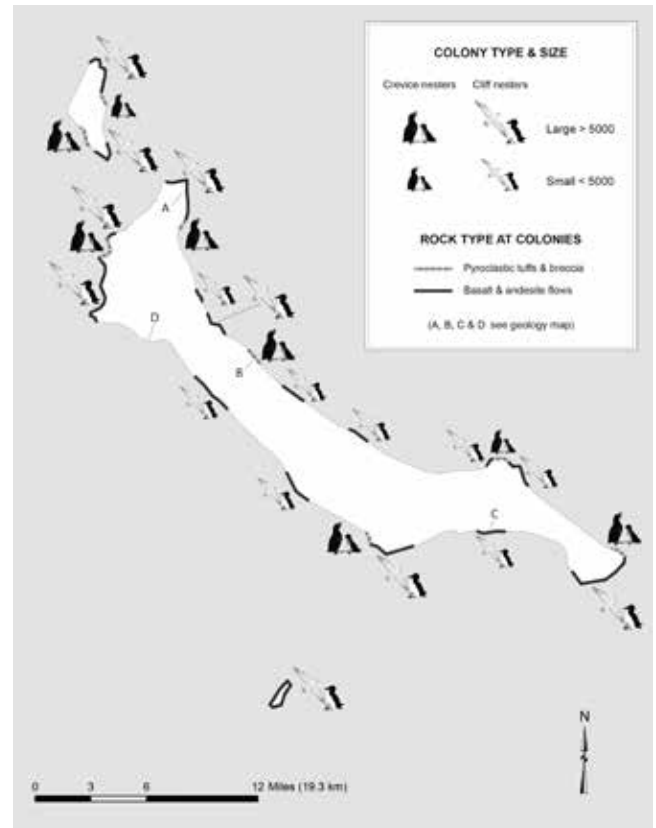 COLONY TYPE & SIZE
Crevice nesters Cliff nesters
Large > 5000
Small < 5000
ROCK TYPE AT COLONIES
Pyroclastic tuffs & breccia
Basalt & andesite flows
(A, B, C & D see geology map)
A
D
B
C
N
0 3 6 12 Miles (19.3 km)